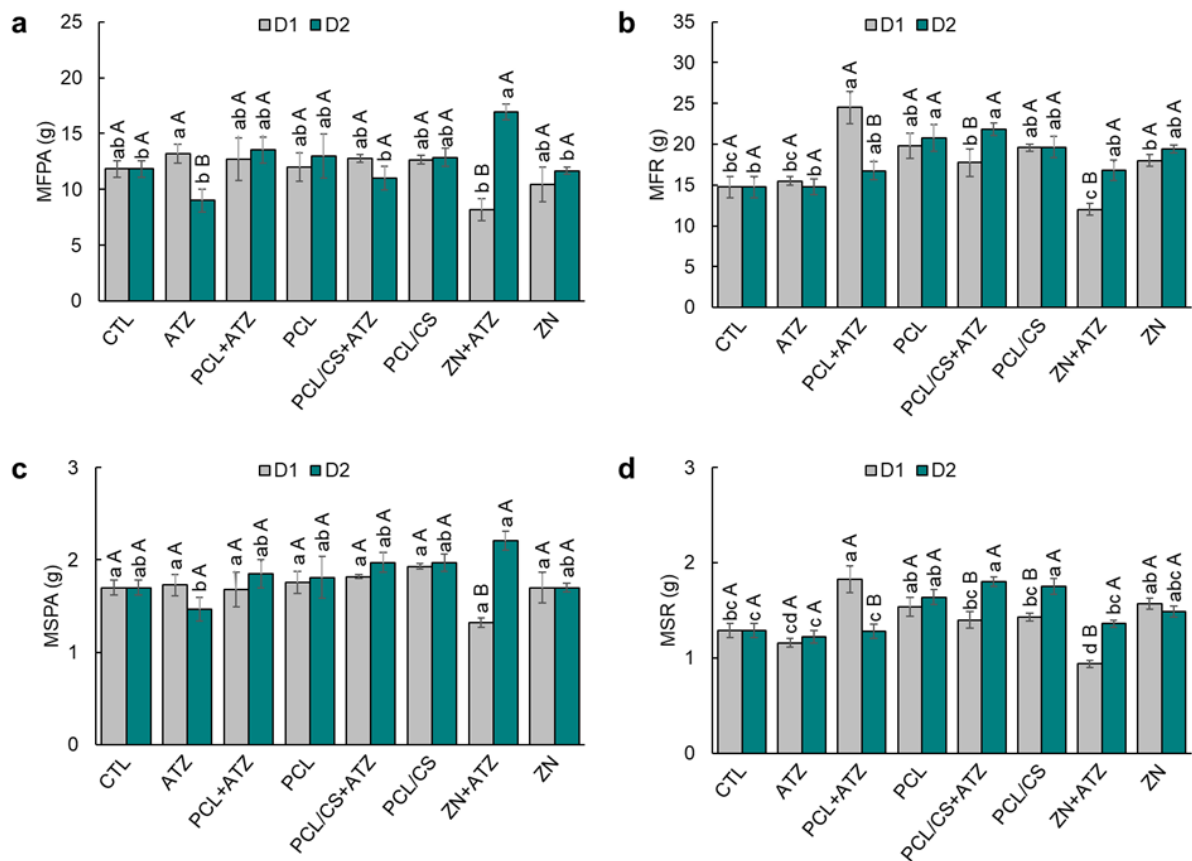 a
D1 D2
MFPA (g)
25
20
15
10
5
0
ab A
ab A
a A
b B
ab A
ab A
ab A
ab A
ab A
b A
ab A
ab A
b B
a A
ab A
b A
CTL
ATZ
PCL+ATZ
PCL
PCL/CS+ATZ
PCL/CS
ZN+ATZ
ZN
b
D1 D2
MFR (g)
35
30
25
20
15
10
5
0
bc A
b A
bc A
b A
a A
ab B
ab A
a A
b B
a A
ab A
ab A
c B
ab A
ab A
ab A
CTL
ATZ
PCL+ATZ
PCL
PCL/CS+ATZ
PCL/CS
ZN+ATZ
ZN
c
D1 D2
MSPA (g)
3
2
1
0
a A
ab A
a A
b A
a A
ab A
a A
ab A
a A
ab A
a A
ab A
a B
a A
a A
ab A
CTL
ATZ
PCL+ATZ
PCL
PCL/CS+ATZ
PCL/CS
ZN+ATZ
ZN
d
D1 D2
MSR (g)
3
2
1
0
bc A
c A
cd A
c A
a A
c B
ab A
ab A
bc B
a A
bc B
a A
d B
bc A
ab A
abc A
CTL
ATZ
PCL+ATZ
PCL
PCL/CS+ATZ
PCL/CS
ZN+ATZ
ZN